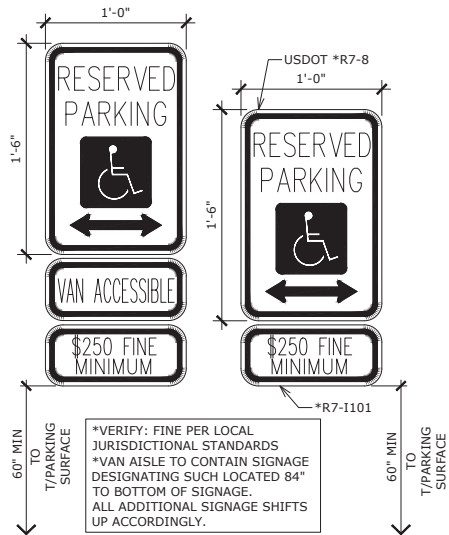 1'-0"
1'-6"
RESERVED
PARKING
VAN ACCESSIBLE
$250 FINE
MINIMUM
60" MIN
TO
T/PARKING
SURFACE
USDOT *R7-8
1'-0"
1'-6"
RESERVED
PARKING
$250 FINE
MINIMUM
*R7-I101
60" MIN
TO
T/PARKING
SURFACE
*VERIFY: FINE PER LOCAL
JURISDICTIONAL STANDARDS
*VAN AISLE TO CONTAIN SIGNAGE
DESIGNATING SUCH LOCATED 84"
TO BOTTOM OF SIGNAGE.
ALL ADDITIONAL SIGNAGE SHIFTS
UP ACCORDINGLY.